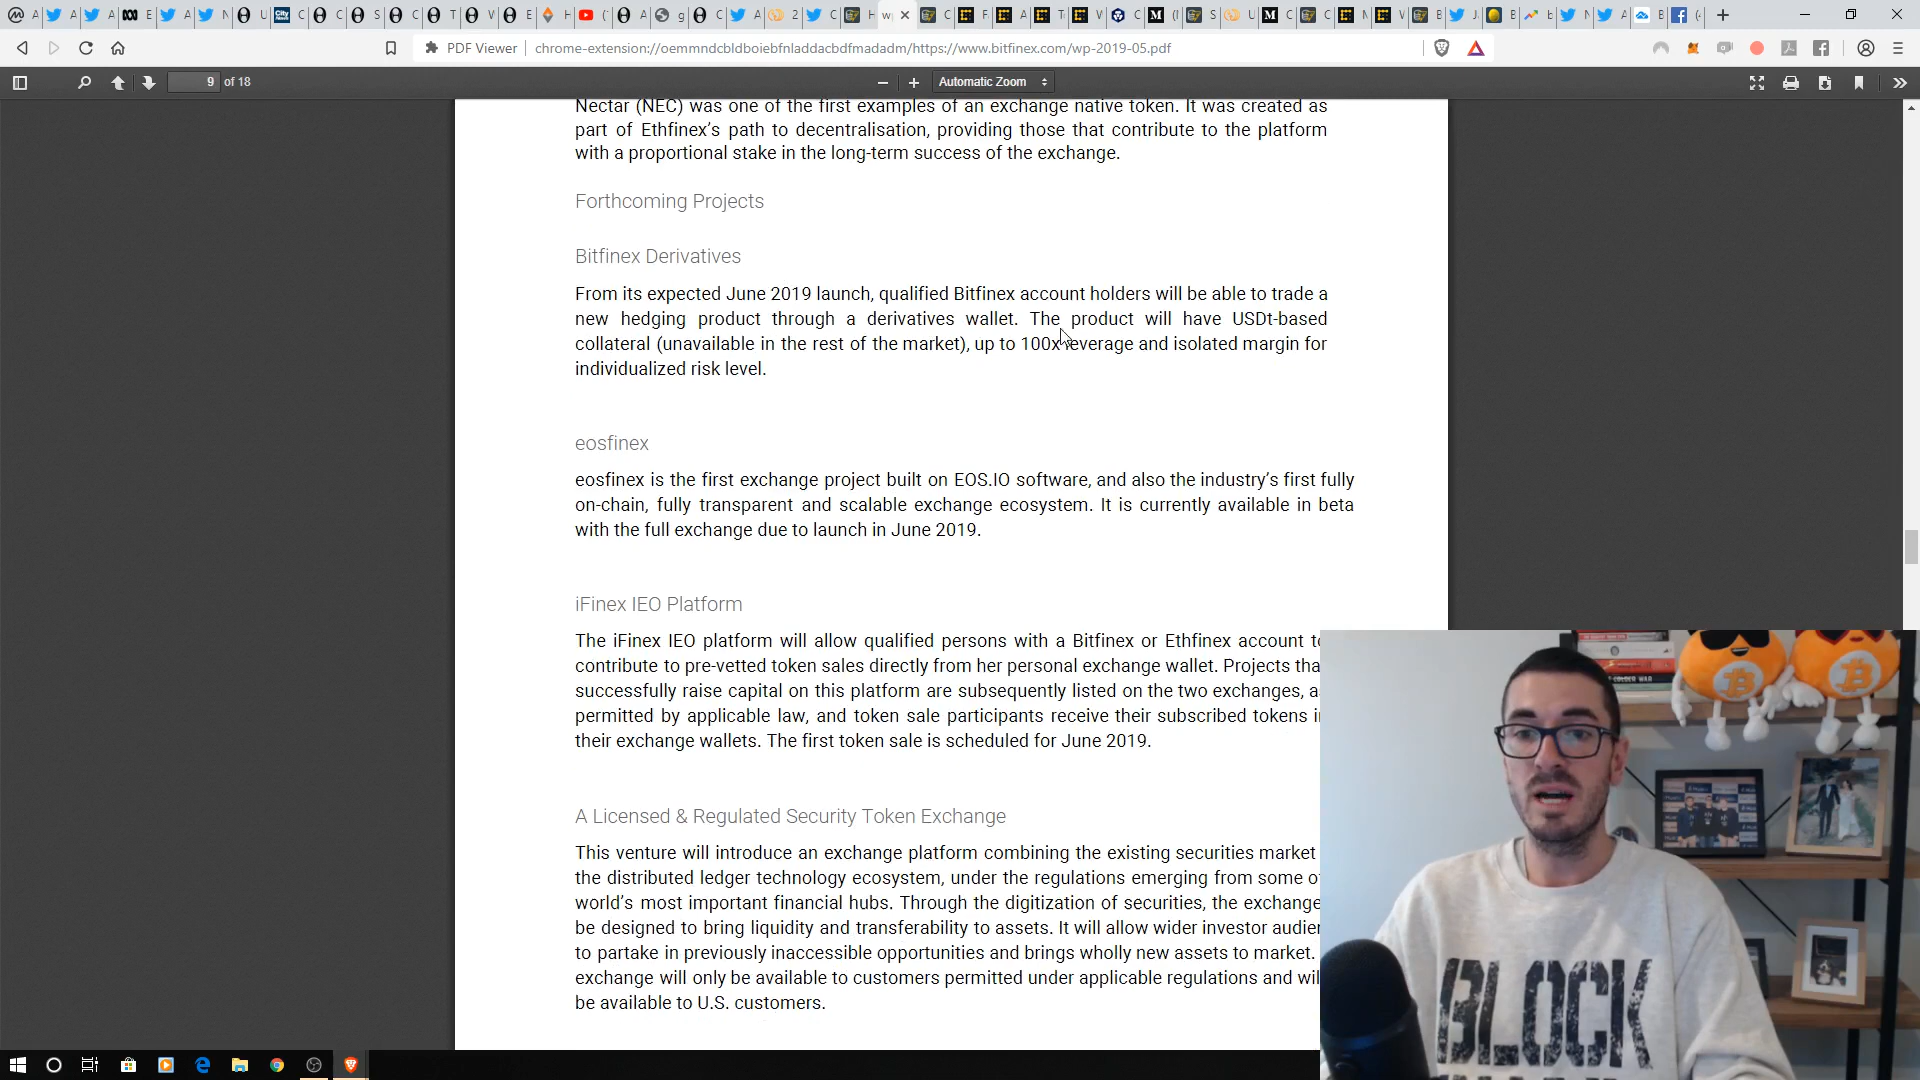 PDF Viewer
chrome-extension://oemmndcbldboiebfnladdacbdfmadadm/https://www.bitfinex.com/wp-2019-05.pdf
9 of 18
Automatic Zoom
Nectar (NEC) was one of the first examples of an exchange native token. It was created as
part of Ethfinex's path to decentralisation, providing those that contribute to the platform
with a proportional stake in the long-term success of the exchange.
Forthcoming Projects
Bitfinex Derivatives
From its expected June 2019 launch, qualified Bitfinex account holders will be able to trade a
new hedging product through a derivatives wallet. The product will have USDt-based
collateral (unavailable in the rest of the market), up to 100x leverage and isolated margin for
individualized risk level.
eosfinex
eosfinex is the first exchange project built on EOS.IO software, and also the industry's first fully
on-chain, fully transparent and scalable exchange ecosystem. It is currently available in beta
with the full exchange due to launch in June 2019.
iFinex IEO Platform
The iFinex IEO platform will allow qualified persons with a Bitfinex or Ethfinex account
contribute to pre-vetted token sales directly from her personal exchange wallet. Projects
successfully raise capital on this platform are subsequently listed on the two exchanges,
permitted by applicable law, and token sale participants receive their subscribed tokens
their exchange wallets. The first token sale is scheduled for June 2019.
A Licensed & Regulated Security Token Exchange
This venture will introduce an exchange platform combining the existing securities market
the distributed ledger technology ecosystem, under the regulations emerging from some
world's most important financial hubs. Through the digitization of securities, the exchange
be designed to bring liquidity and transferability to assets. It will allow wider investor
to partake in previously inaccessible opportunities and brings wholly new assets to market.
exchange will only be available to customers permitted under applicable regulations and
be available to U.S. customers.
BLOCK